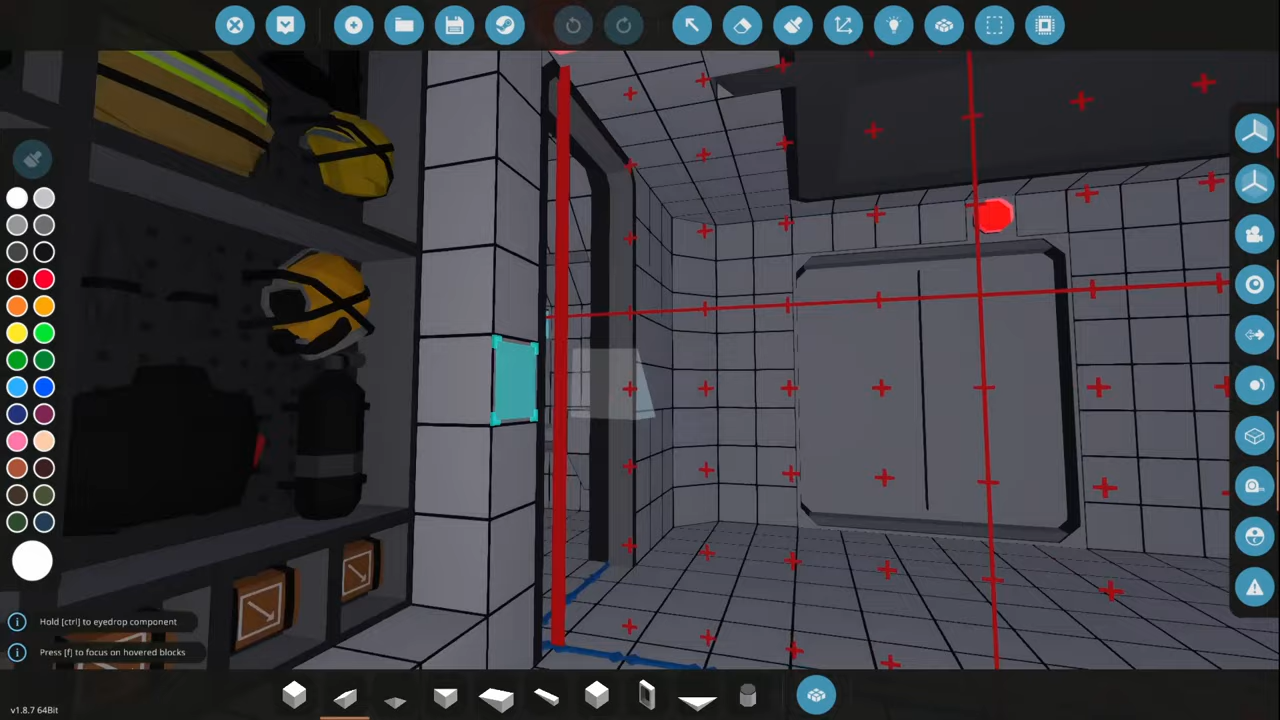 Hold [ctrl] to eyedrop component
Press [f] to focus on hovered blocks
v1.8.7 64Bit